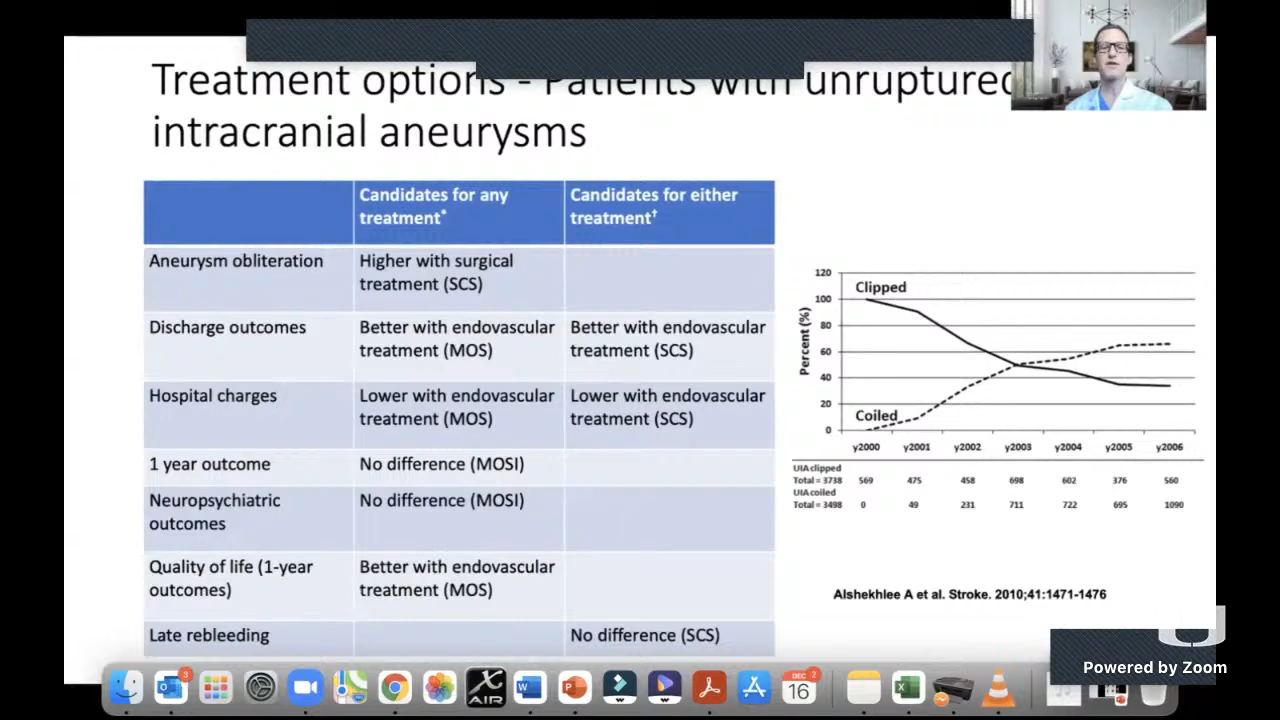 Treatment options - Patients with unruptured
intracranial aneurysms
Candidates for any
treatment*
Candidates for either
treatment†
Aneurysm obliteration
Higher with surgical
treatment (SCS)
Discharge outcomes
Better with endovascular
treatment (MOS)
Better with endovascular
treatment (SCS)
Hospital charges
Lower with endovascular
treatment (MOS)
Lower with endovascular
treatment (SCS)
1 year outcome
No difference (MOSI)
Neuropsychiatric
outcomes
No difference (MOSI)
Quality of life (1-year
outcomes)
Better with endovascular
treatment (MOS)
Late rebleeding
No difference (SCS)
Percent (%)
120
100
80
60
40
20
0
Clipped
Coiled
y2000 y2001 y2002 y2003 y2004 y2005 y2006
UIA clipped
Total = 3738 569 475 458 698 602 376 560
UIA coiled
Total = 3498 0 49 231 711 722 695 1090
Alshekhlee A et al. Stroke. 2010;41:1471-1476
Powered by Zoom
3
X
AIR
W
P
DEC 2
16
X